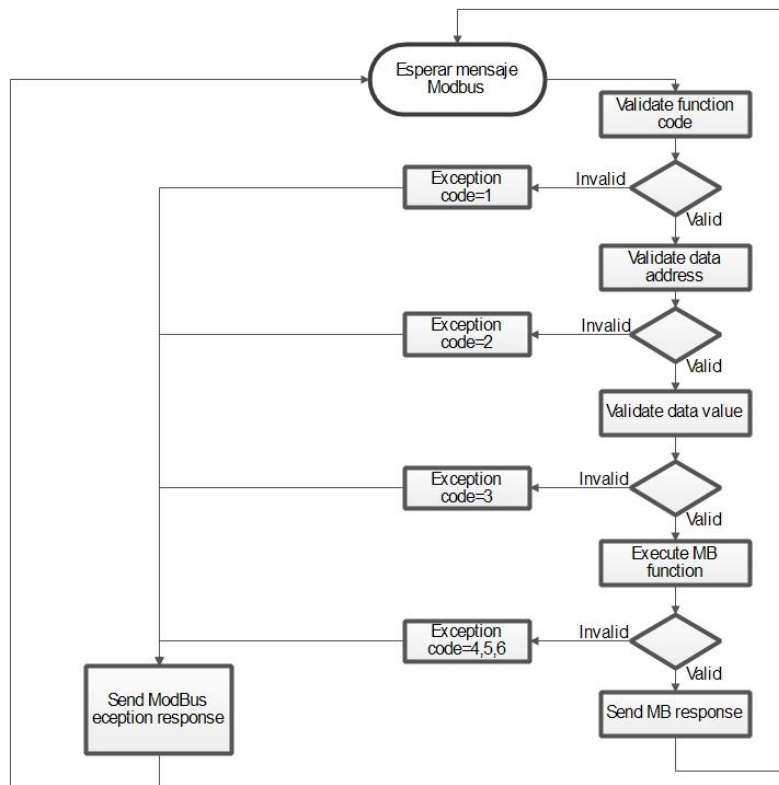 Esperar mensaje
Modbus
Validate function
code
Invalid
Exception
code=1
Valid
Validate data
address
Invalid
Exception
code=2
Valid
Validate data value
Invalid
Exception
code=3
Valid
Execute MB
function
Invalid
Exception
code=4,5,6
Valid
Send ModBus
eception response
Send MB response